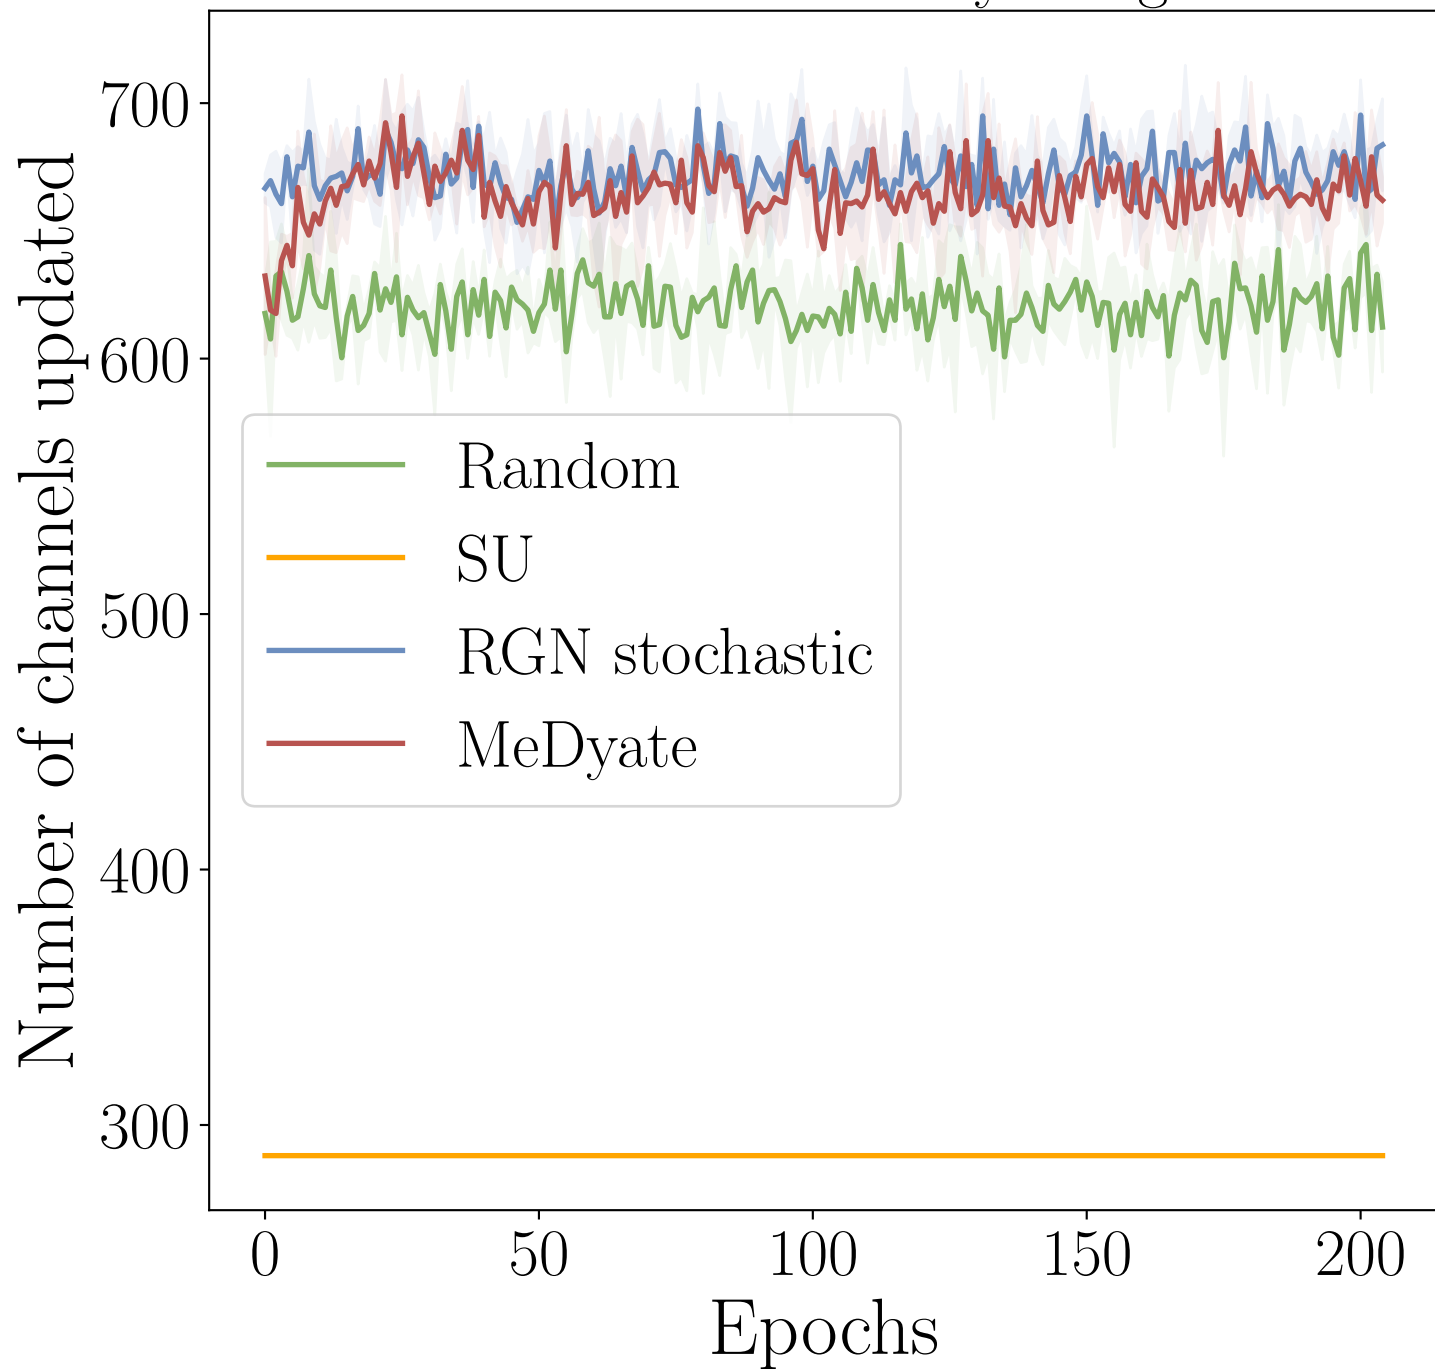 Number of channels updated
700
600
500
400
300
Random
SU
RGN stochastic
MeDyate
0 50 100 150 200
Epochs